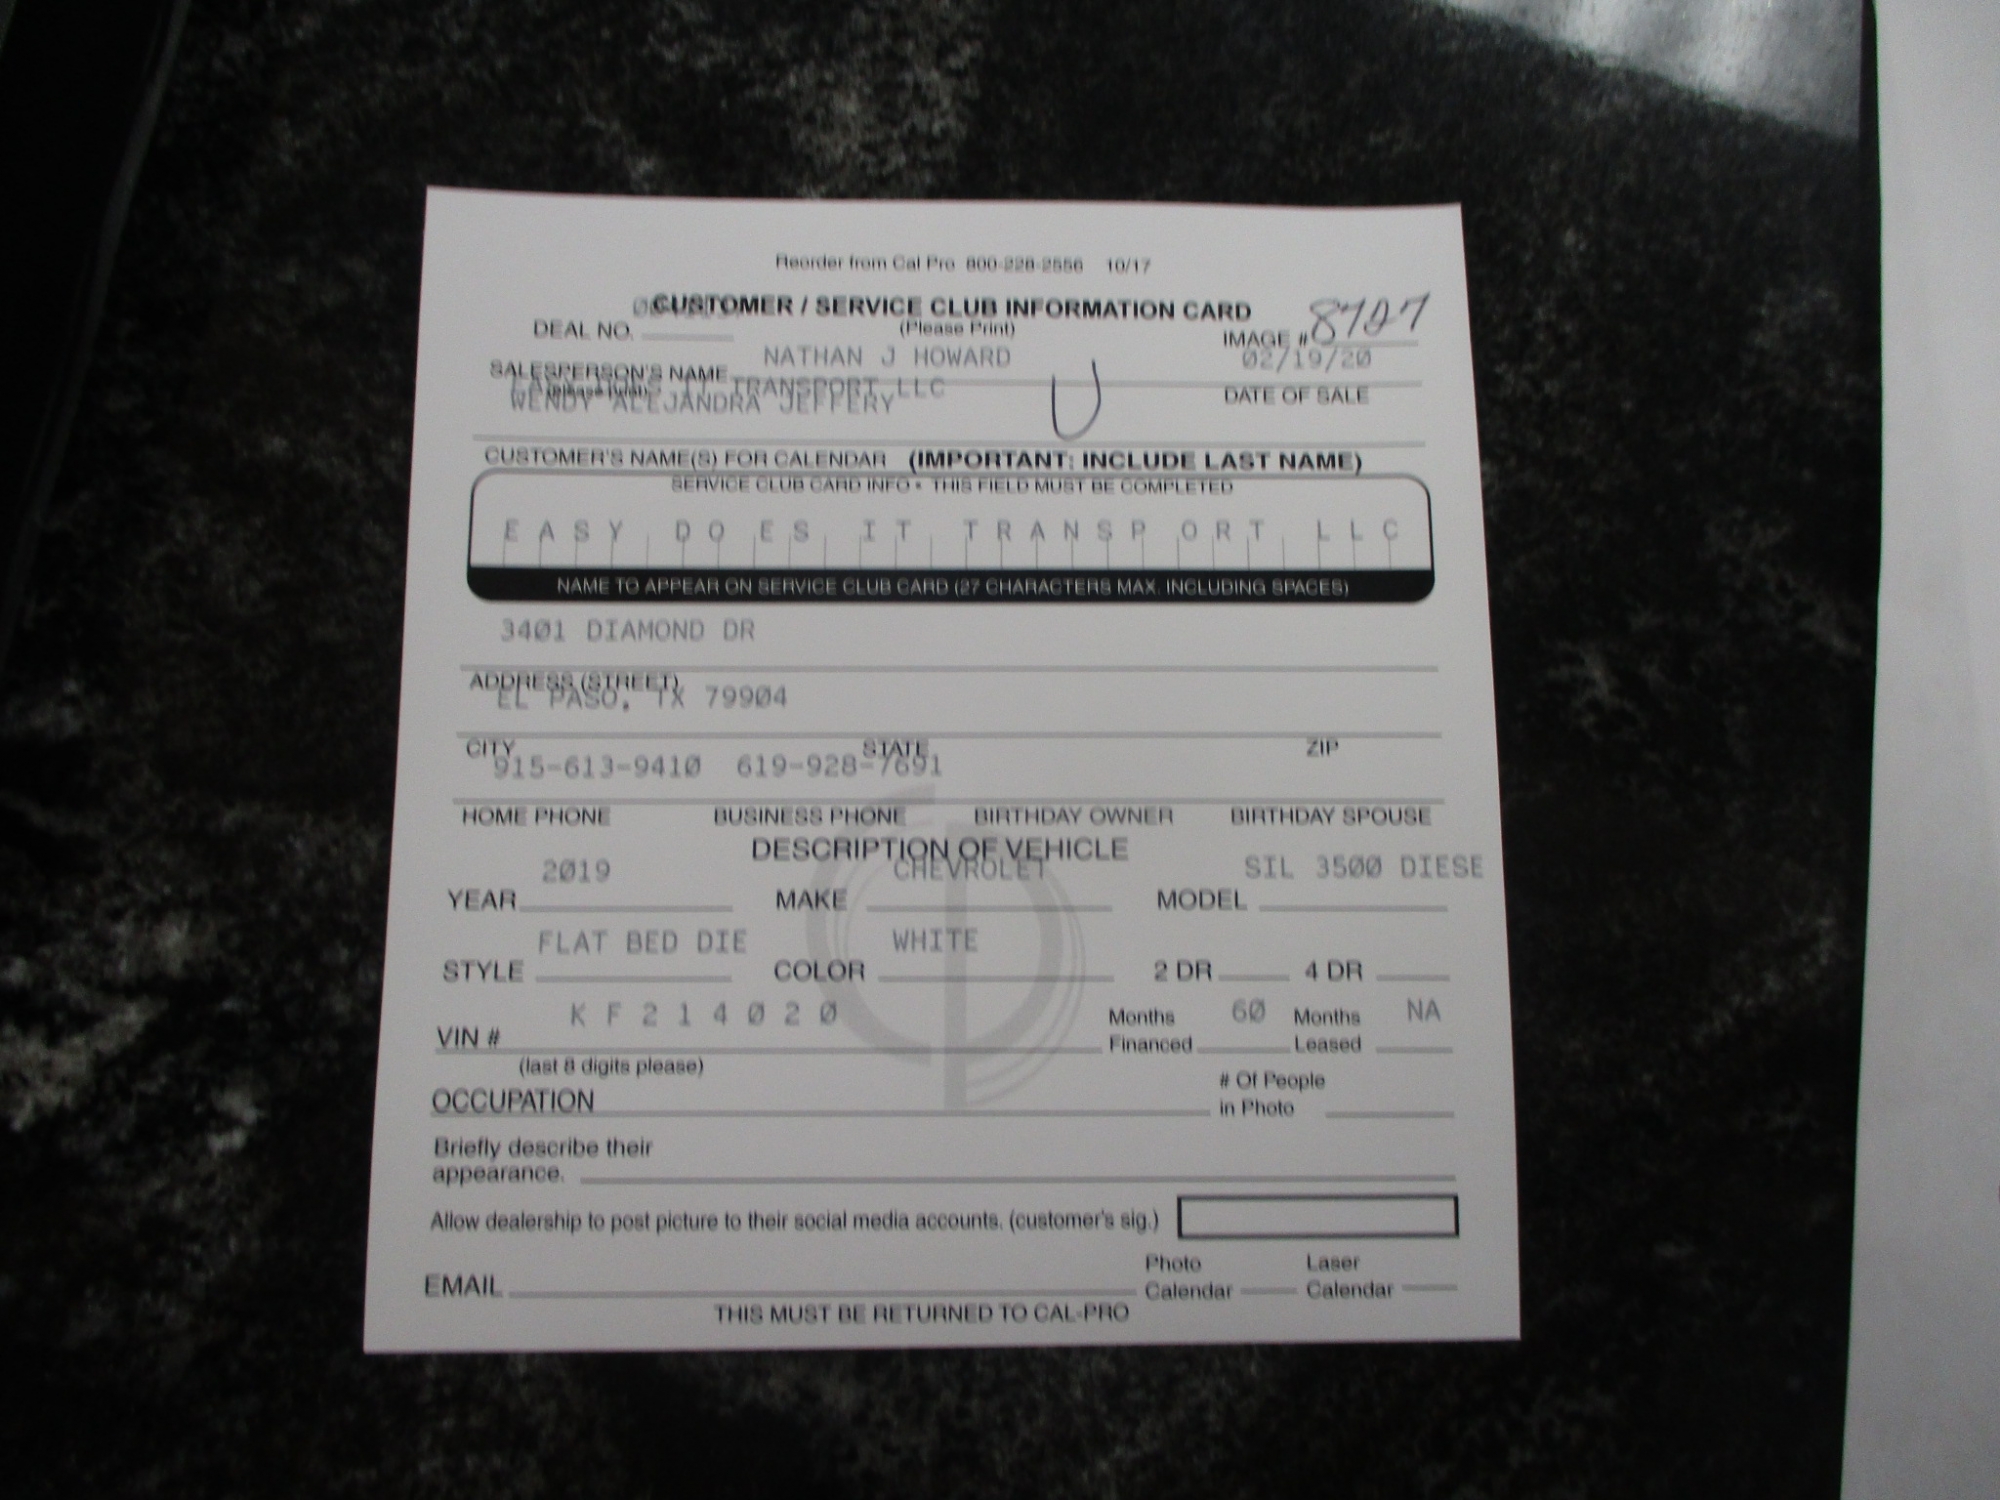 Reorder from Cal Pro 800-228-2556 10/17
CUSTOMER / SERVICE CLUB INFORMATION CARD
DEAL NO. (Please Print) IMAGE # 8727
NATHAN J HOWARD 02/19/20
SALESPERSON'S NAME DATE OF SALE
(please print)
EASY DOES IT TRANSPORT LLC
WENDY ALEJANDRA JEFFERY
U
CUSTOMER'S NAME(S) FOR CALENDAR (IMPORTANT: INCLUDE LAST NAME)
SERVICE CLUB CARD INFO • THIS FIELD MUST BE COMPLETED
EASY DOES IT TRANSPORT LLC
NAME TO APPEAR ON SERVICE CLUB CARD (27 CHARACTERS MAX. INCLUDING SPACES)
3401 DIAMOND DR
ADDRESS (STREET)
EL PASO, TX 79904
CITY STATE ZIP
915-613-9410 619-928-7691
HOME PHONE BUSINESS PHONE BIRTHDAY OWNER BIRTHDAY SPOUSE
DESCRIPTION OF VEHICLE
2019 CHEVROLET SIL 3500 DIESE
YEAR MAKE MODEL
FLAT BED DIE WHITE
STYLE COLOR 2 DR 4 DR
KF214020 Months 60 Months NA
VIN # Financed Leased
(last 8 digits please)
# Of People
OCCUPATION in Photo
Briefly describe their
appearance.
Allow dealership to post picture to their social media accounts. (customer's sig.)
Photo Laser
EMAIL Calendar Calendar
THIS MUST BE RETURNED TO CAL-PRO